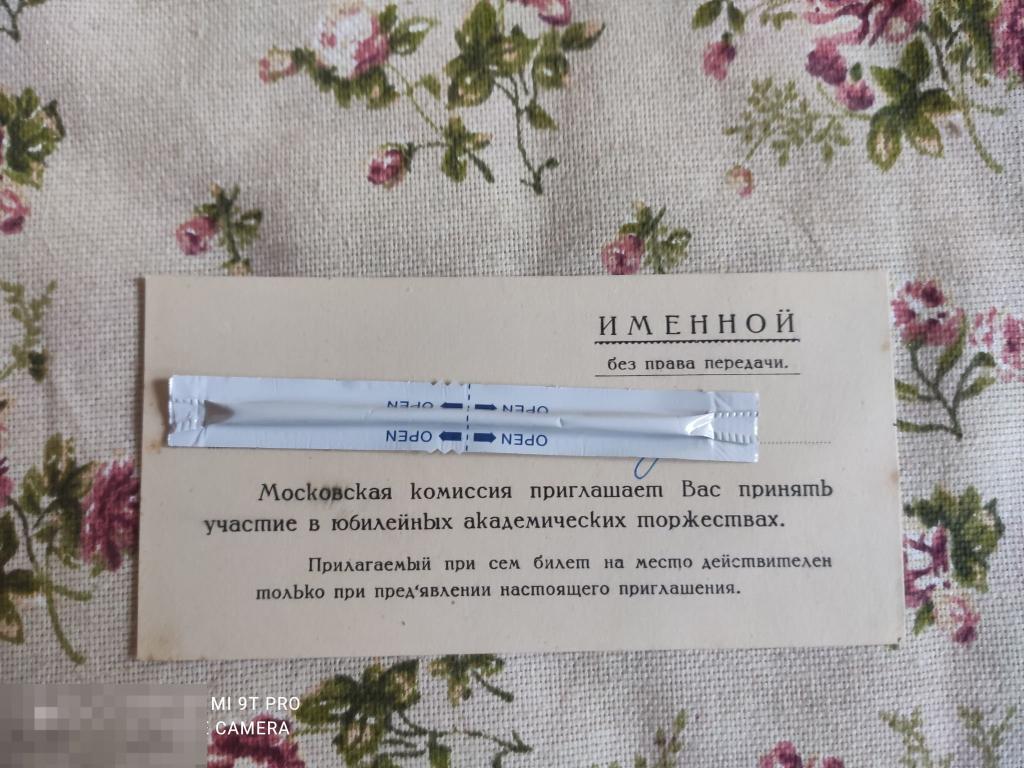 ИМЕННОЙ
без права передачи.
OPEN OPEN
OPEN OPEN
Московская комиссия приглашает Вас принять
участие в юбилейных академических торжествах.
Прилагаемый при сем билет на место действителен
только при пред'явлении настоящего приглашения.
MI 9T PRO
CAMERA